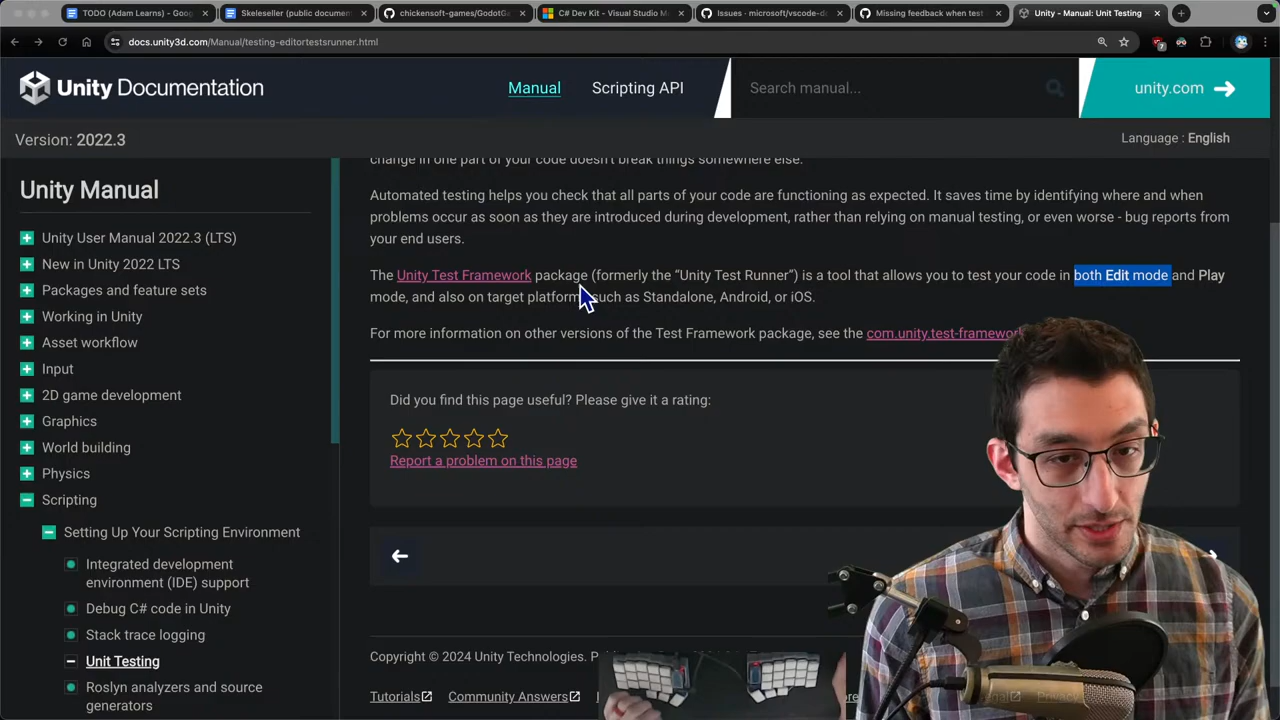 TODO (Adam Learns) - Goog
Skeleseller (public document
chickensoft-games/GodotGa
C# Dev Kit - Visual Studio M
Issues · microsoft/vscode-d
Missing feedback when test
Unity - Manual: Unit Testing
docs.unity3d.com/Manual/testing-editortestsrunner.html
Unity Documentation
Manual
Scripting API
Search manual...
unity.com
Version: 2022.3
Language : English
Unity Manual
Unity User Manual 2022.3 (LTS)
New in Unity 2022 LTS
Packages and feature sets
Working in Unity
Asset workflow
Input
2D game development
Graphics
World building
Physics
Scripting
Setting Up Your Scripting Environment
Integrated development
environment (IDE) support
Debug C# code in Unity
Stack trace logging
Unit Testing
Roslyn analyzers and source
generators
change in one part of your code doesn't break things somewhere else.
Automated testing helps you check that all parts of your code are functioning as expected. It saves time by identifying where and when
problems occur as soon as they are introduced during development, rather than relying on manual testing, or even worse - bug reports from
your end users.
The Unity Test Framework package (formerly the “Unity Test Runner”) is a tool that allows you to test your code in both Edit mode and Play
mode, and also on target platforms such as Standalone, Android, or iOS.
For more information on other versions of the Test Framework package, see the com.unity.test-framework
Did you find this page useful? Please give it a rating:
Report a problem on this page
Copyright © 2024 Unity Technologies.
Tutorials
Community Answers